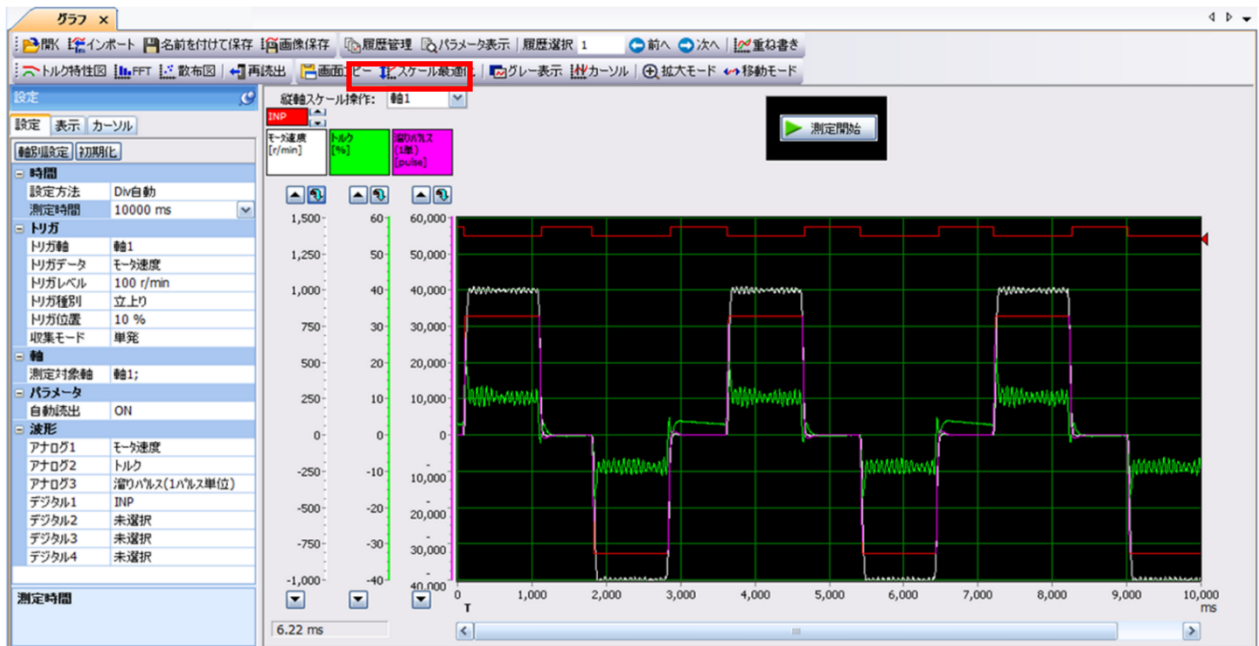 グラフ ×
開く インポート 名前を付けて保存 画像保存 履歴管理 パラメータ表示 履歴選択 1 前へ 次へ 重ね書き
トルク特性図 FFT 散布図 再読出 画面コピー スケール最適化 グレー表示 カーソル 拡大モード 移動モード
設定
設定 表示 カーソル
軸別設定 初期化
時間
設定方法 Div自動
測定時間 10000 ms
トリガ
トリガ軸 軸1
トリガデータ モータ速度
トリガレベル 100 r/min
トリガ種別 立上り
トリガ位置 10 %
収集モード 単発
軸
測定対象軸 軸1;
パラメータ
自動読出 ON
波形
アナログ1 モータ速度
アナログ2 トルク
アナログ3 溜りパルス(1パルス単位)
デジタル1 INP
デジタル2 未選択
デジタル3 未選択
デジタル4 未選択
測定時間
縦軸スケール操作: 軸1
INP
測定開始
モータ速度 トルク 溜りパルス
[r/min] [%] (1単)
[pulse]
1,500 60 60,000
1,250 50 50,000
1,000 40 40,000
750 30 30,000
500 20 20,000
250 10 10,000
0 0 0
-250 -10 -10,000
-500 -20 -20,000
-750 -30 -30,000
-1,000 -40 -40,000
0 1,000 2,000 3,000 4,000 5,000 6,000 7,000 8,000 9,000 10,000
T ms
6.22 ms